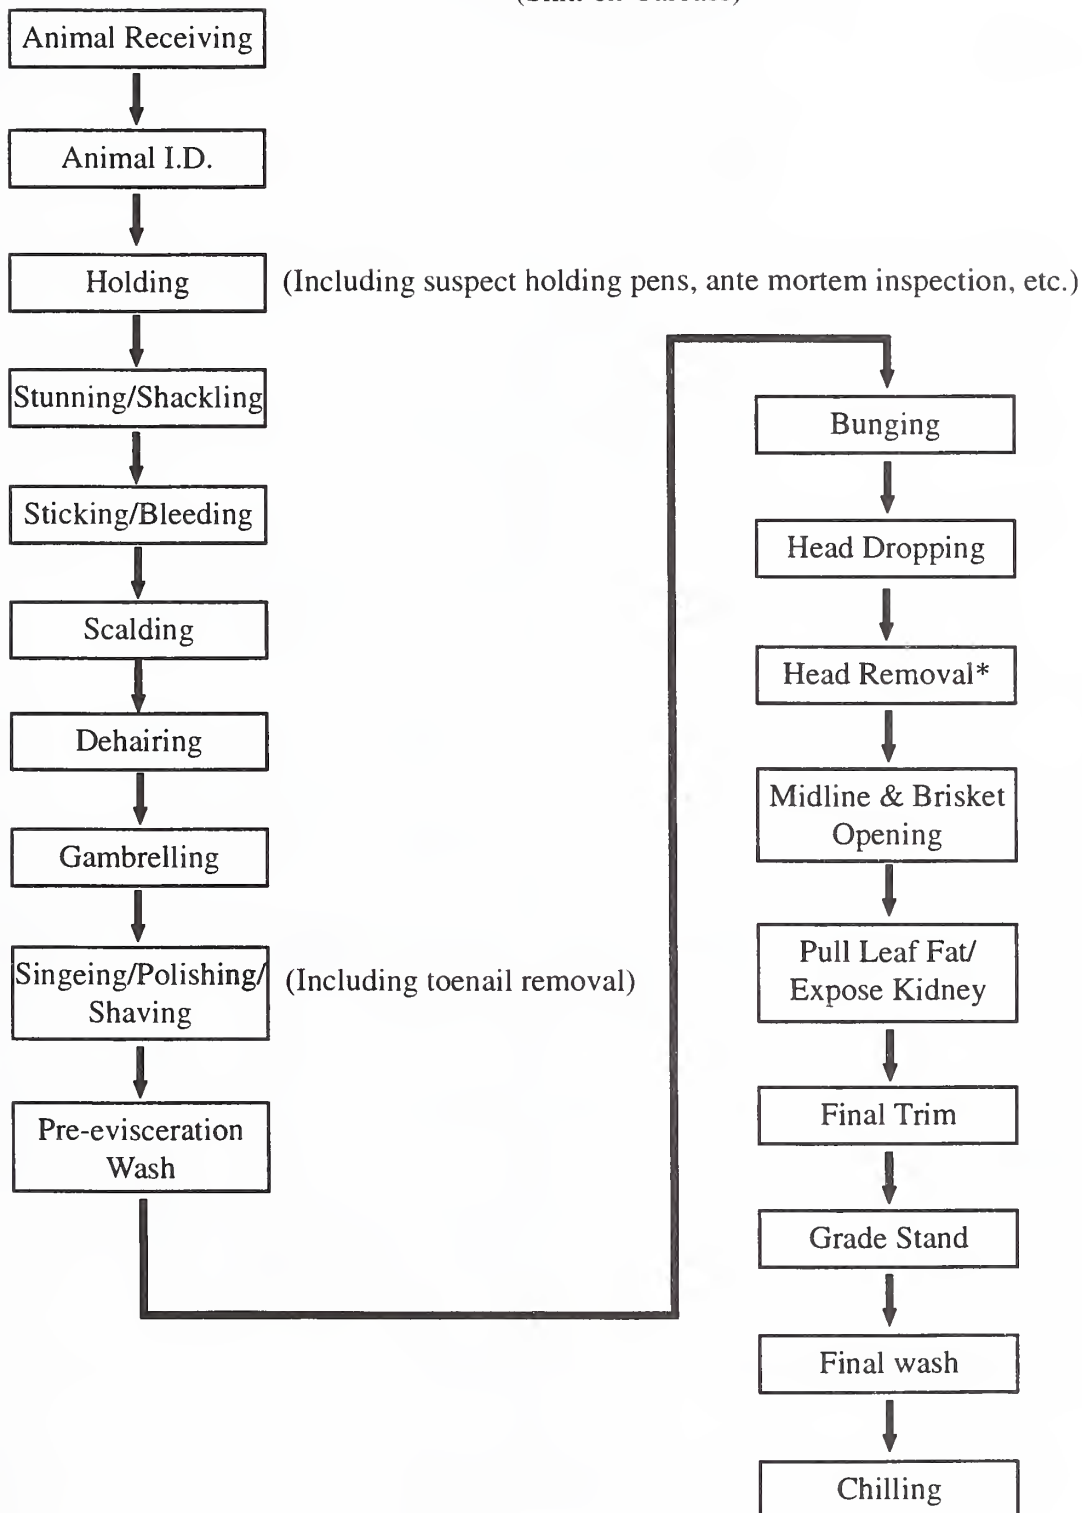 Animal Receiving
Animal I.D.
Holding
(Including suspect holding pens, ante mortem inspection, etc.)
Stunning/Shackling
Sticking/Bleeding
Scalding
Dehairing
Gambrelling
Singeing/Polishing/
Shaving
(Including toenail removal)
Pre-evisceration
Wash
Bunging
Head Dropping
Head Removal*
Midline & Brisket
Opening
Pull Leaf Fat/
Expose Kidney
Final Trim
Grade Stand
Final wash
Chilling